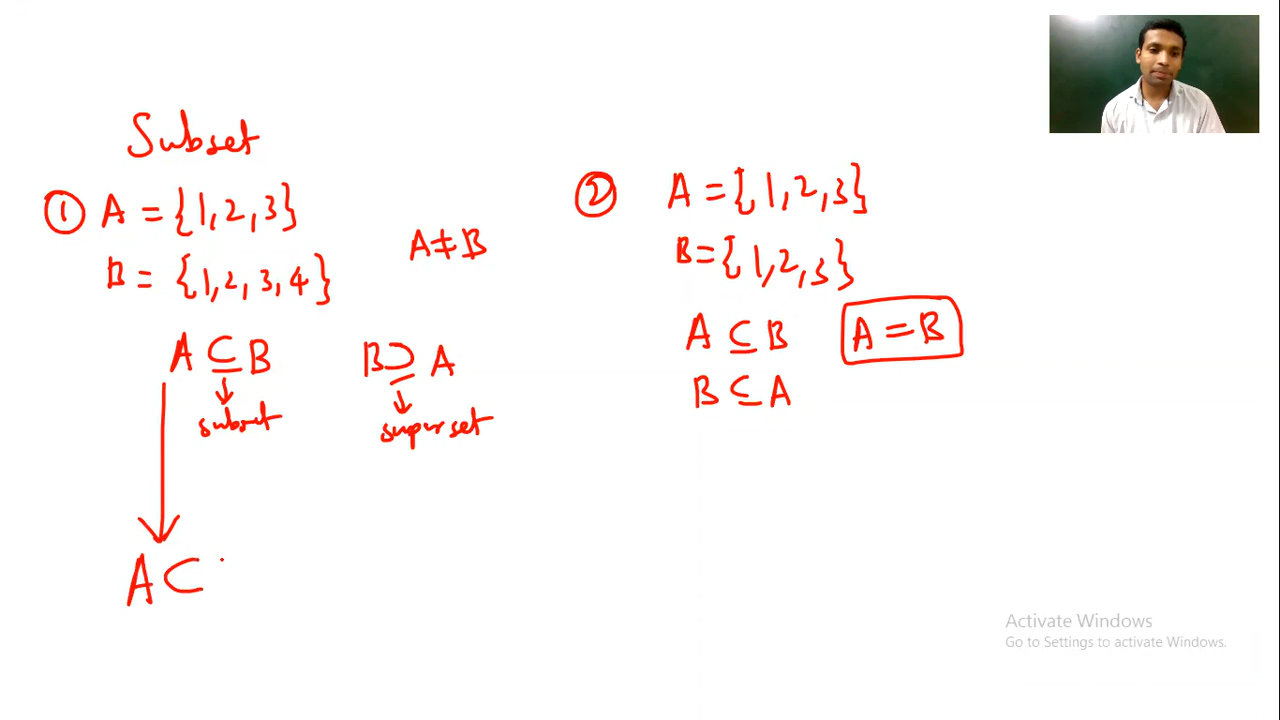 Subset
① A = {1,2,3}
B = {1,2,3,4}
A ≠ B
A ⊆ B
↓
subset
B ⊇ A
↓
superset
A ⊂
② A = {1,2,3}
B = {1,2,3}
A ⊆ B
A = B
B ⊆ A
Activate Windows
Go to Settings to activate Windows.